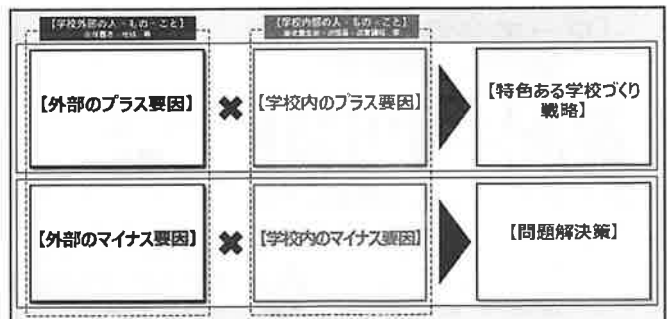 【学校外部の人・もの・こと】
【学校内部の人・もの・こと】
【外部のプラス要因】
✖
【学校内のプラス要因】
【特色ある学校づくり
戦略】
【外部のマイナス要因】
✖
【学校内のマイナス要因】
【問題解決策】